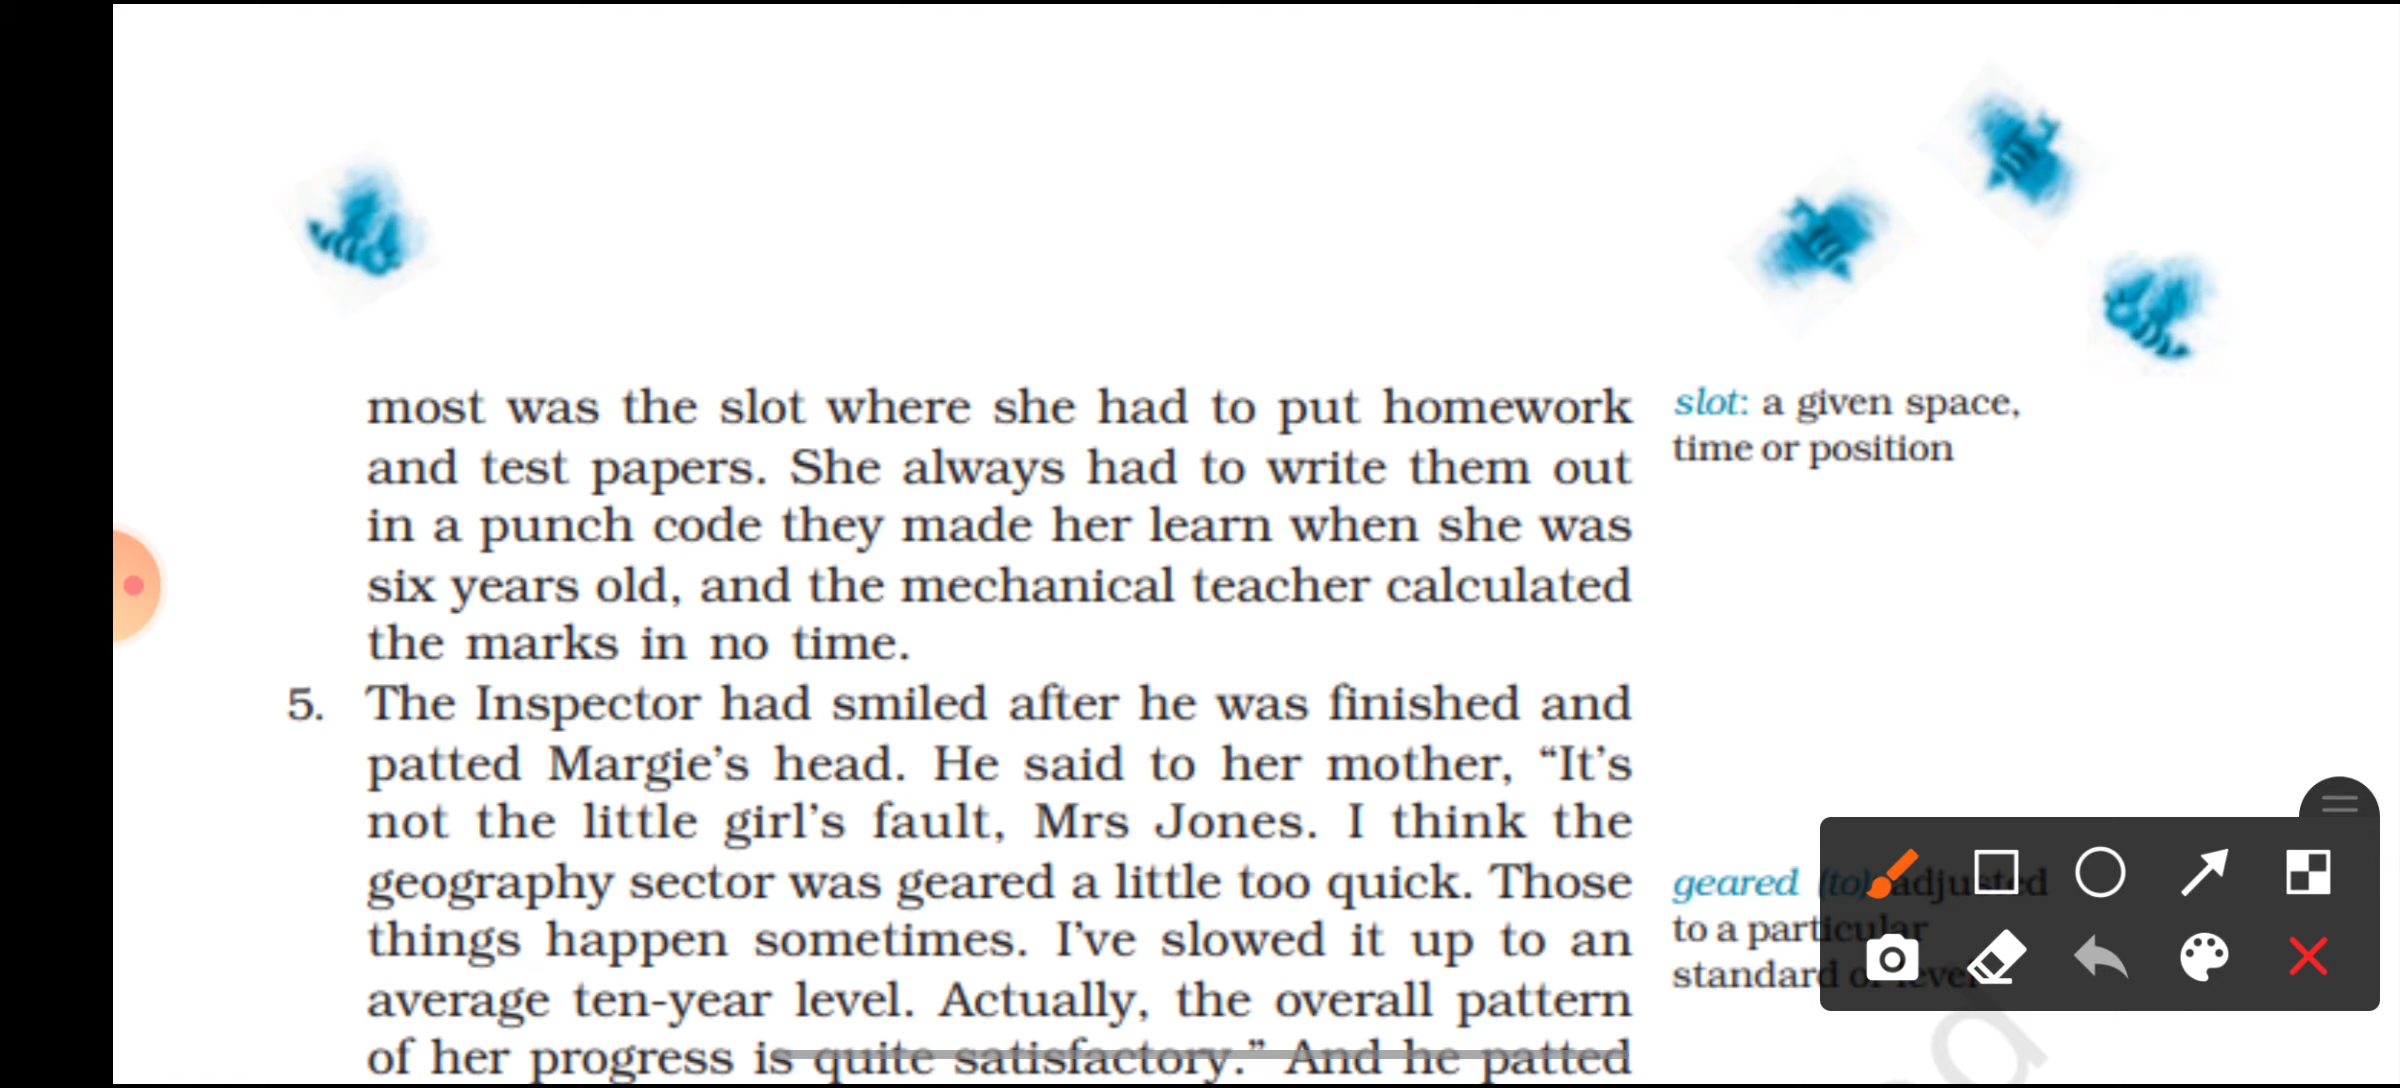 most was the slot where she had to put homework
and test papers. She always had to write them out
in a punch code they made her learn when she was
six years old, and the mechanical teacher calculated
the marks in no time.
slot: a given space,
time or position
5. The Inspector had smiled after he was finished and
patted Margie's head. He said to her mother, “It's
not the little girl's fault, Mrs Jones. I think the
geography sector was geared a little too quick. Those
things happen sometimes. I've slowed it up to an
average ten-year level. Actually, the overall pattern
of her progress is quite satisfactory.” And he patted
geared (to): adjusted
to a particular
standard or level